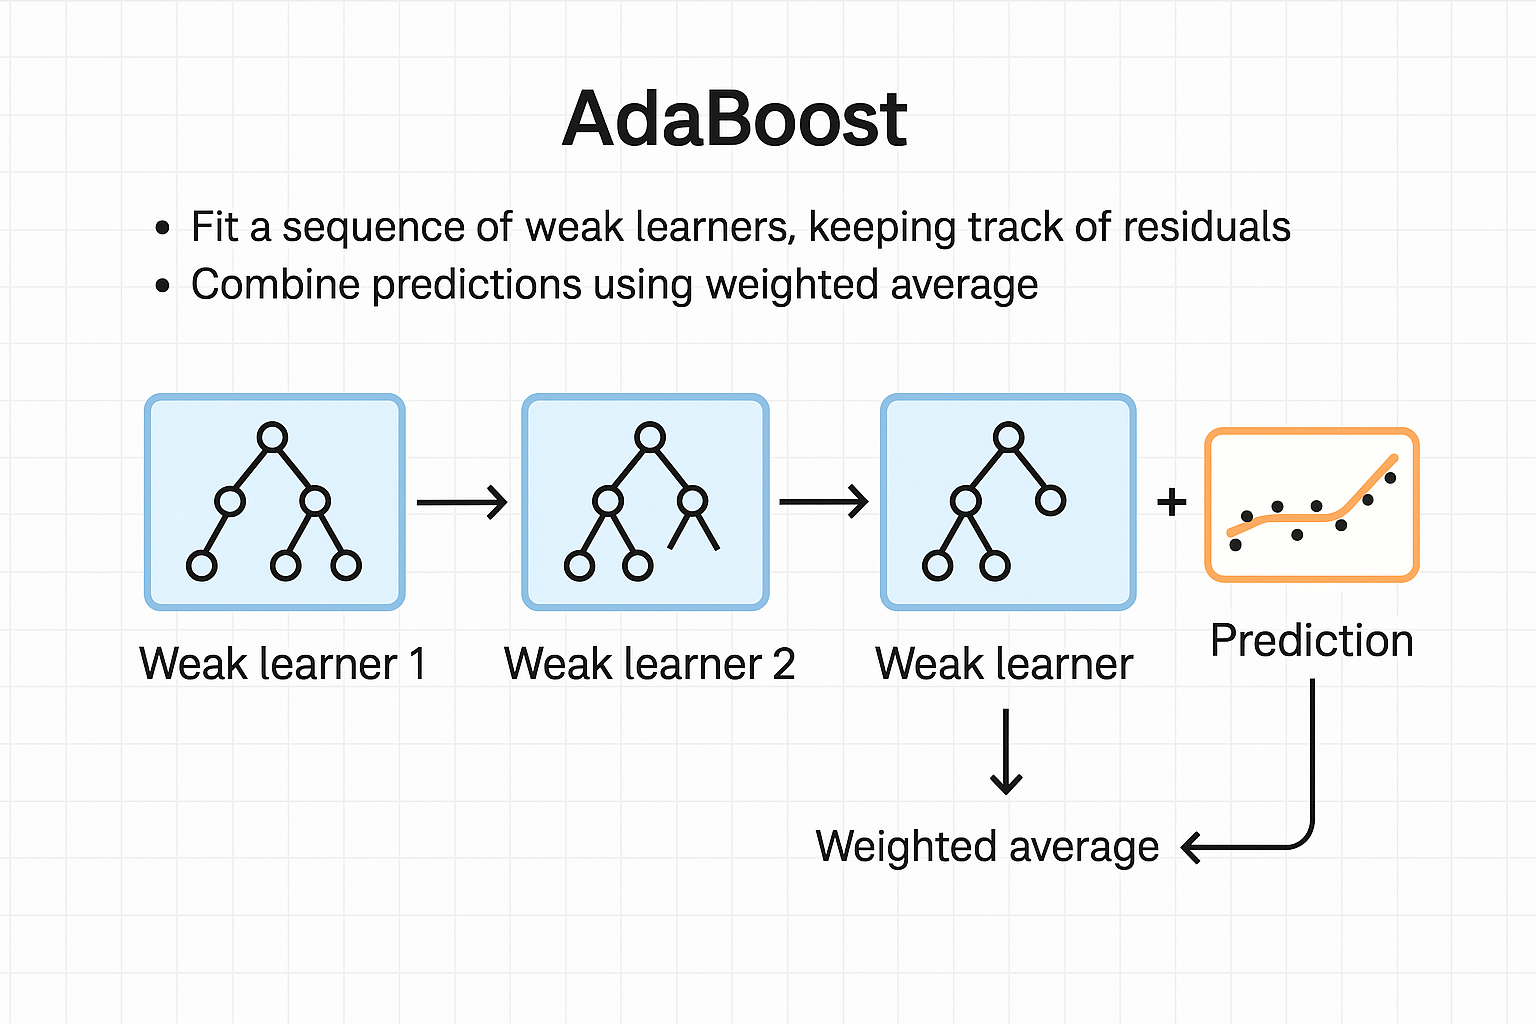 AdaBoost
• Fit a sequence of weak learners, keeping track of residuals
• Combine predictions using weighted average
+
Weak learner 1
Weak learner 2
Weak learner
Prediction
Weighted average